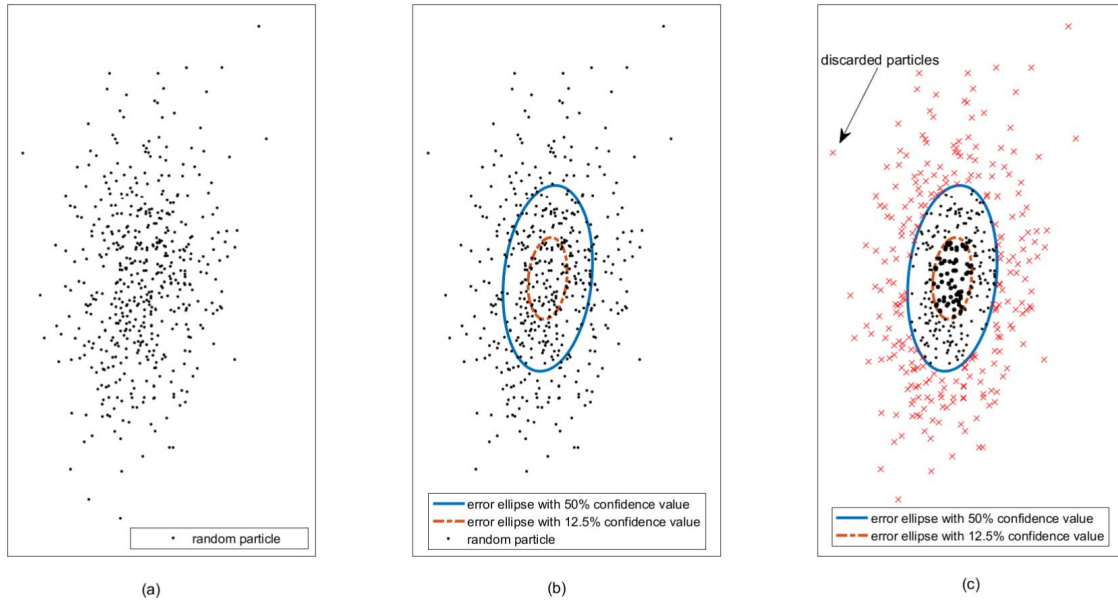 random particle
(a)
error ellipse with 50% confidence value
error ellipse with 12.5% confidence value
random particle
(b)
discarded particles
error ellipse with 50% confidence value
error ellipse with 12.5% confidence value
(c)